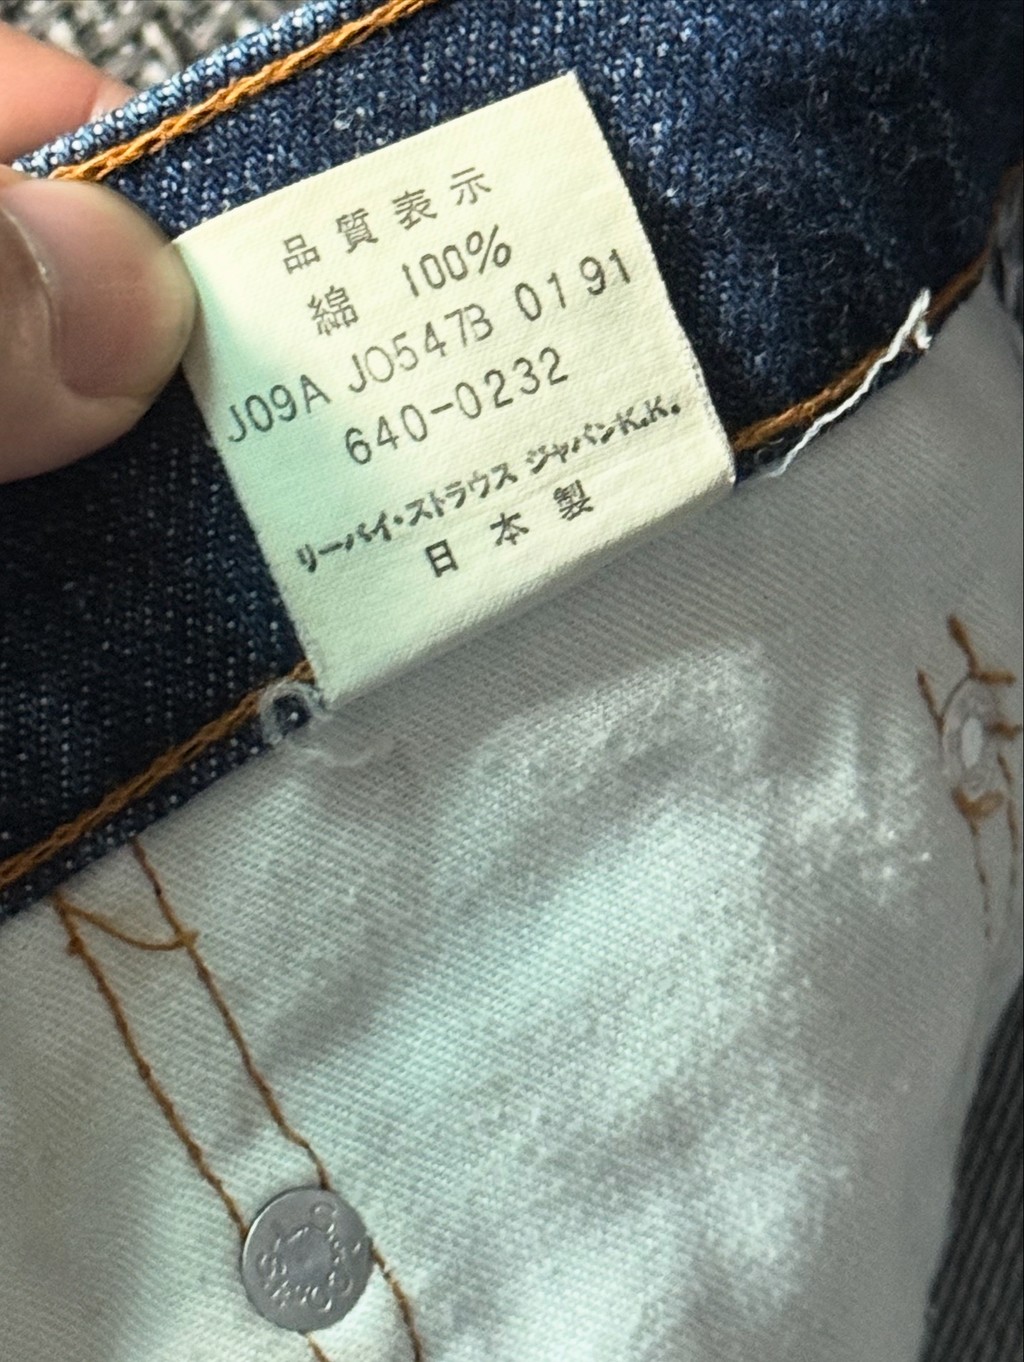 品質表示
綿 100%
J09A J0547B 0191
640-0232
リーバイ・ストラウス ジャパンK.K.
日本製